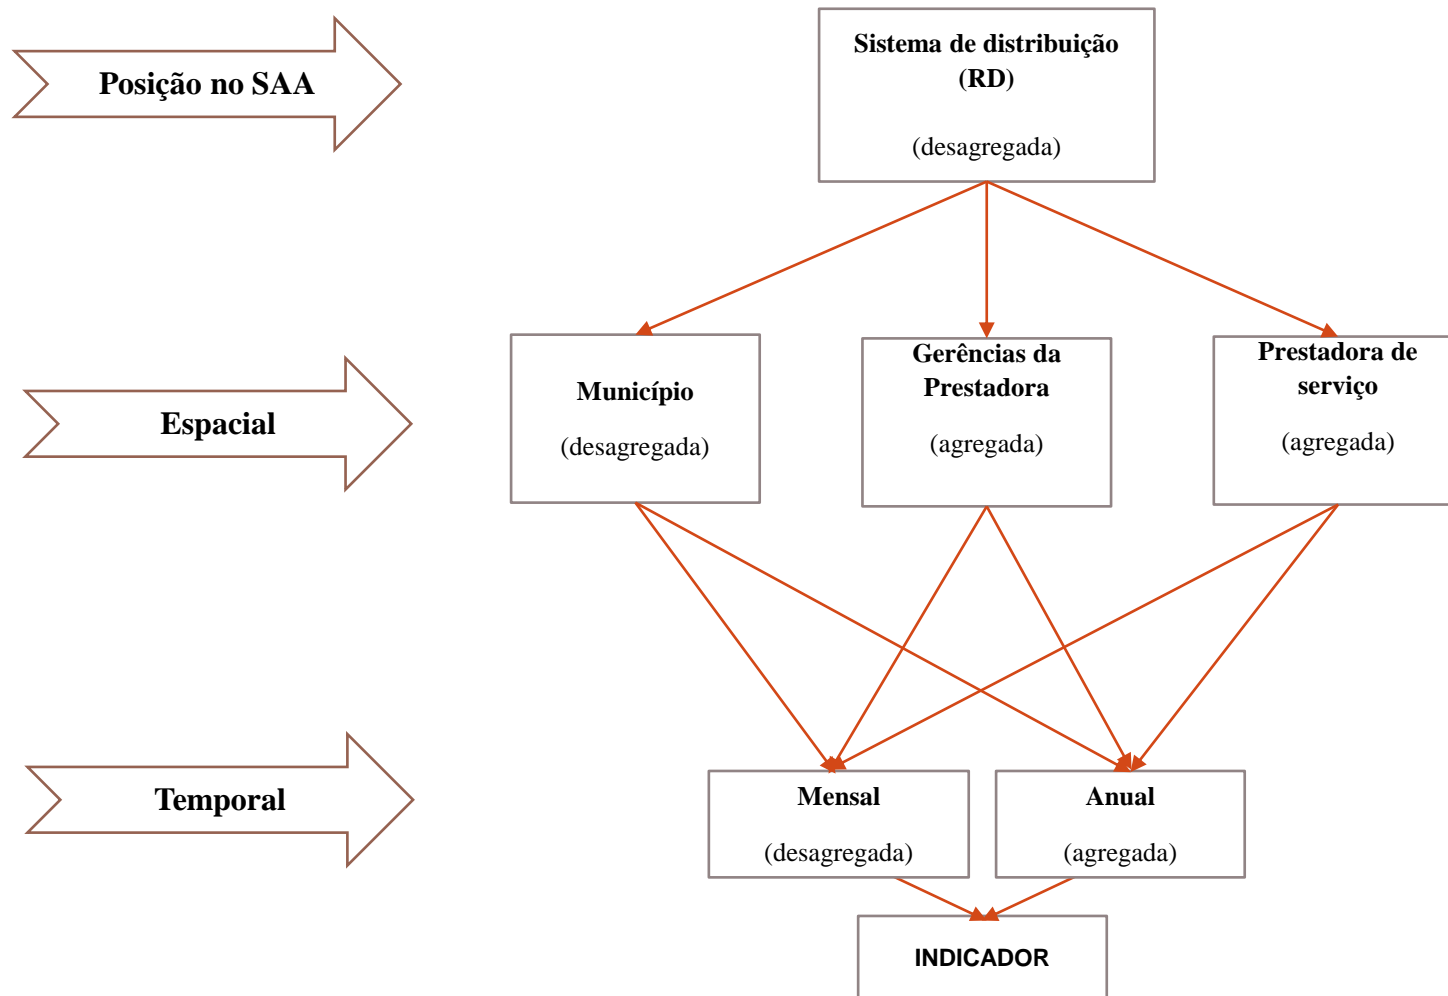 Posição no SAA
Sistema de distribuição
(RD)
(desagregada)
Espacial
Município
(desagregada)
Gerências da
Prestadora
(agregada)
Prestadora de
serviço
(agregada)
Temporal
Mensal
(desagregada)
Anual
(agregada)
INDICADOR